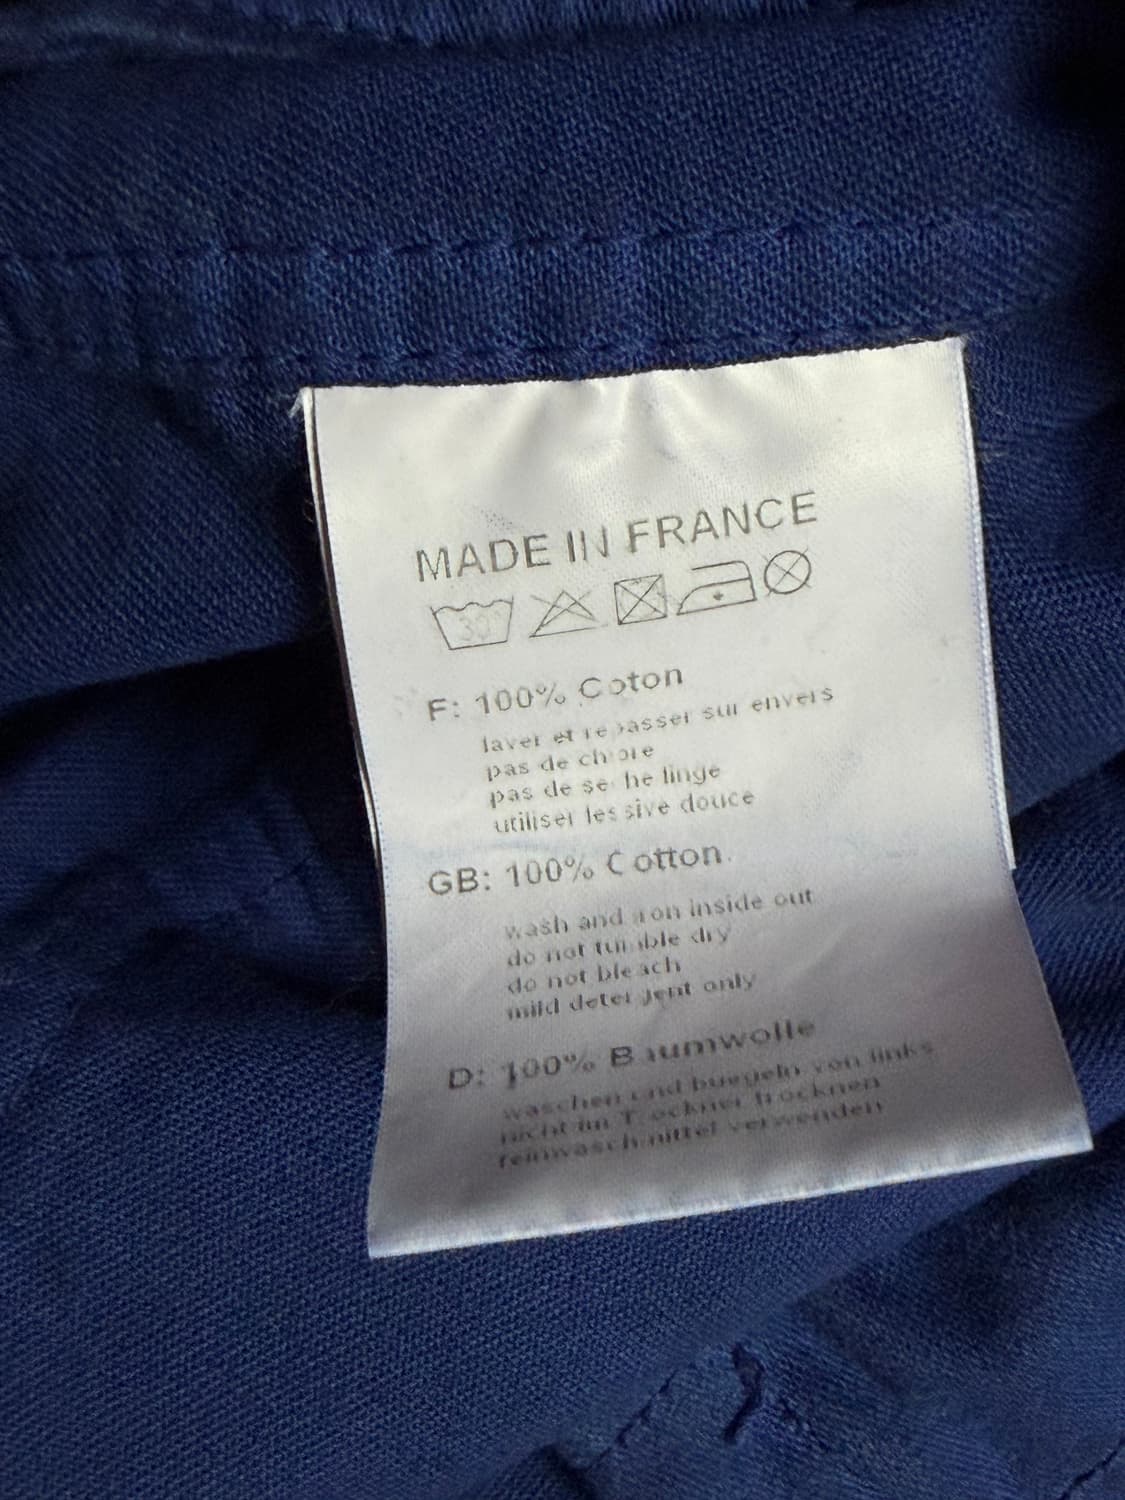 MADE IN FRANCE
30°
F: 100% Coton
laver et repasser sur envers
pas de chlore
pas de seche linge
utiliser lessive douce
GB: 100% Cotton
wash and iron inside out
do not tumble dry
do not bleach
mild detergent only
D: 100% Baumwolle
waschen und buegeln von links
nicht im Trockner trocknen
feinwaschmittel verwenden